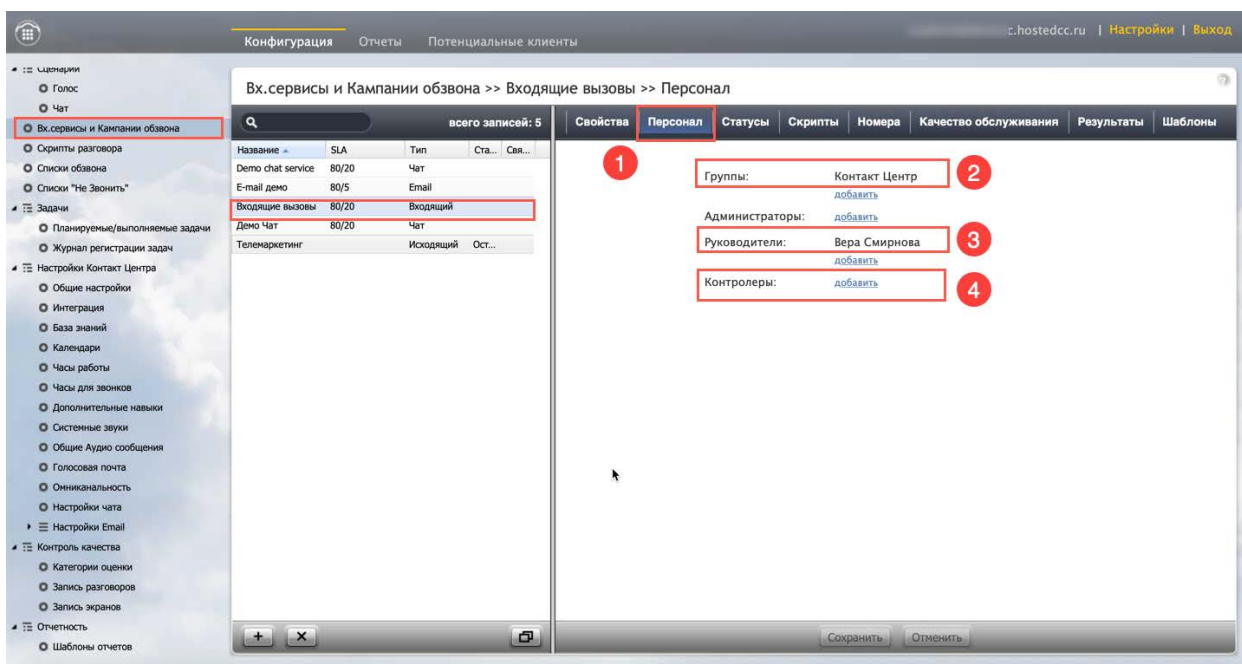 Конфигурация Отчеты Потенциальные клиенты
c.hostedcc.ru | Настройки | Выход
Сценарии
Голос
Чат
Вх.сервисы и Кампании обзвона
Скрипты разговора
Списки обзвона
Списки "Не Звонить"
Задачи
Планируемые/выполняемые задачи
Журнал регистрации задач
Настройки Контакт Центра
Общие настройки
Интеграция
База знаний
Календари
Часы работы
Часы для звонков
Дополнительные навыки
Системные звуки
Общие Аудио сообщения
Голосовая почта
Омниканальность
Настройки чата
Настройки Email
Контроль качества
Категории оценки
Запись разговоров
Запись экранов
Отчетность
Шаблоны отчетов
Вх.сервисы и Кампании обзвона >> Входящие вызовы >> Персонал
всего записей: 5
Название SLA Тип Ста... Свя...
Demo chat service 80/20 Чат
E-mail демо 80/5 Email
Входящие вызовы 80/20 Входящий
Демо Чат 80/20 Чат
Телемаркетинг Исходящий Ост...
Свойства Персонал Статусы Скрипты Номера Качество обслуживания Результаты Шаблоны
1
Группы: Контакт Центр 2
добавить
Администраторы: добавить
Руководители: Вера Смирнова 3
добавить
Контролеры: добавить 4
Сохранить Отменить